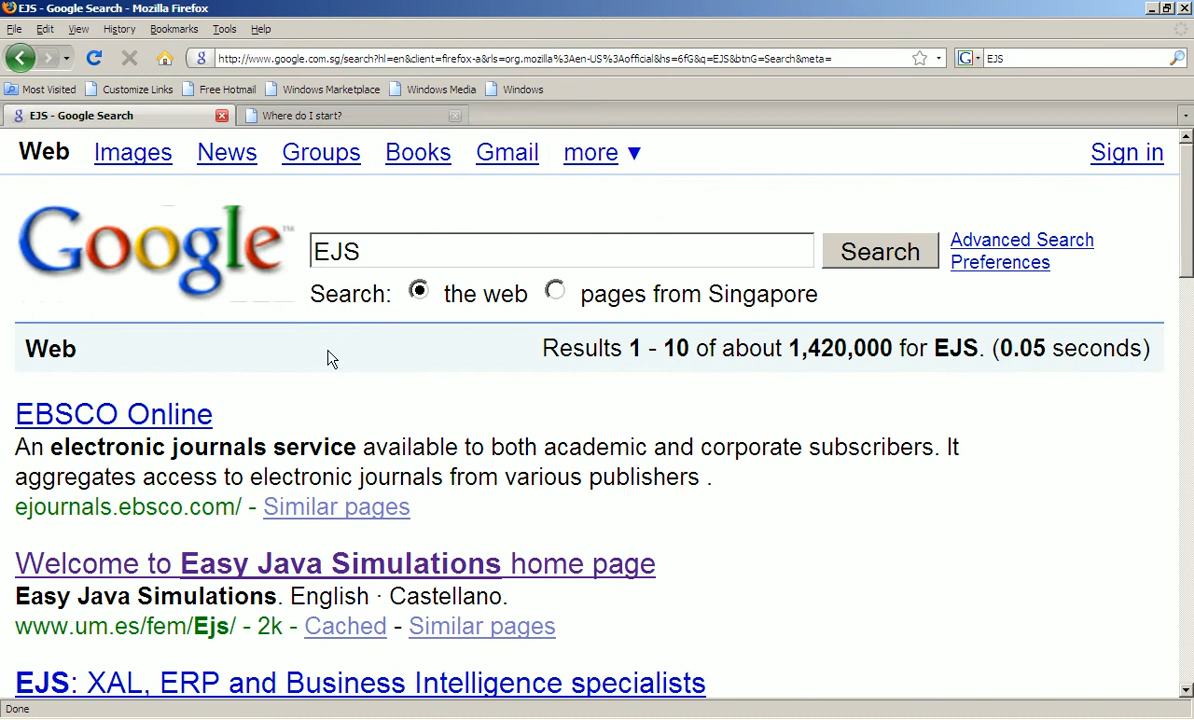 EJS - Google Search - Mozilla Firefox
File Edit View History Bookmarks Tools Help
http://www.google.com.sg/search?hl=en&client=firefox-a&rls=org.mozilla%3Aen-US%3Aofficial&hs=6fG&q=EJS&btnG=Search&meta= EJS
Most Visited Customize Links Free Hotmail Windows Marketplace Windows Media Windows
EJS - Google Search Where do I start?
Web Images News Groups Books Gmail more ▼ Sign in
Google™ EJS Search Advanced Search
Preferences
Search: the web pages from Singapore
Web Results 1 - 10 of about 1,420,000 for EJS. (0.05 seconds)
EBSCO Online
An electronic journals service available to both academic and corporate subscribers. It
aggregates access to electronic journals from various publishers .
ejournals.ebsco.com/ - Similar pages
Welcome to Easy Java Simulations home page
Easy Java Simulations. English · Castellano.
www.um.es/fem/Ejs/ - 2k - Cached - Similar pages
EJS: XAL, ERP and Business Intelligence specialists
Done